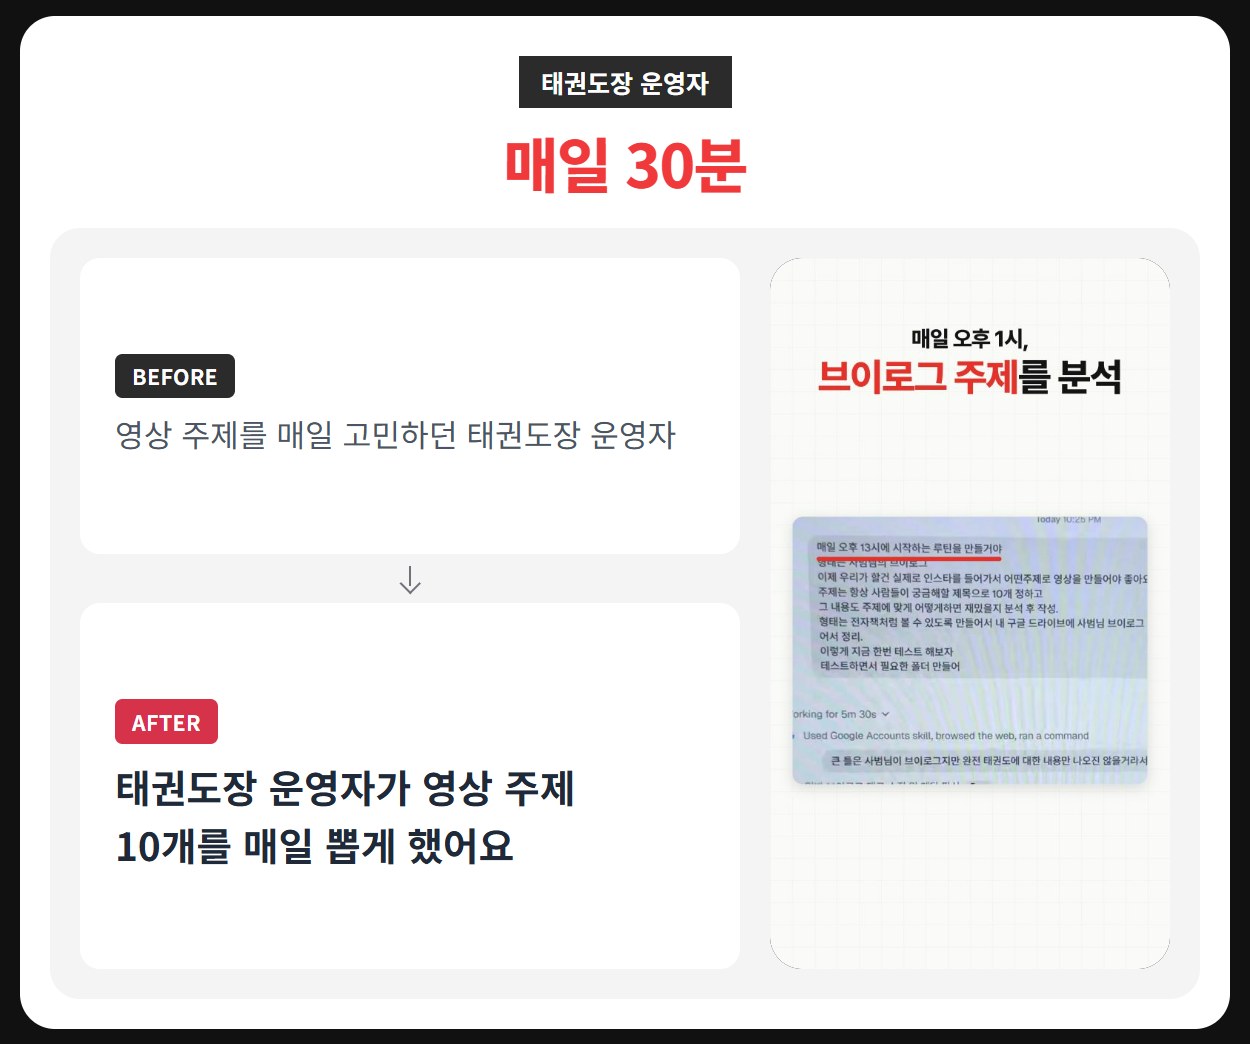 태권도장 운영자
매일 30분
BEFORE
영상 주제를 매일 고민하던 태권도장 운영자
AFTER
태권도장 운영자가 영상 주제
10개를 매일 뽑게 했어요
매일 오후 1시,
브이로그 주제를 분석
Today 10:25 PM
매일 오후 13시에 시작하는 루틴을 만들거야
형태는 사범님의 브이로그
이제 우리가 할건 실제로 인스타를 들어가서 어떤주제로 영상을 만들어야 좋아요
주제는 항상 사람들이 궁금해할 제목으로 10개 정하고
그 내용도 주제에 맞게 어떻게하면 재밌을지 분석 후 작성.
형태는 전자책처럼 볼 수 있도록 만들어서 내 구글 드라이브에 사범님 브이로그
어서 정리.
이렇게 지금 한번 테스트 해보자
테스트하면서 필요한 폴더 만들어
orking for 5m 30s
Used Google Accounts skill, browsed the web, ran a command
큰 틀은 사범님이 브이로그지만 완전 태권도에 대한 내용만 나오진 않을거라서